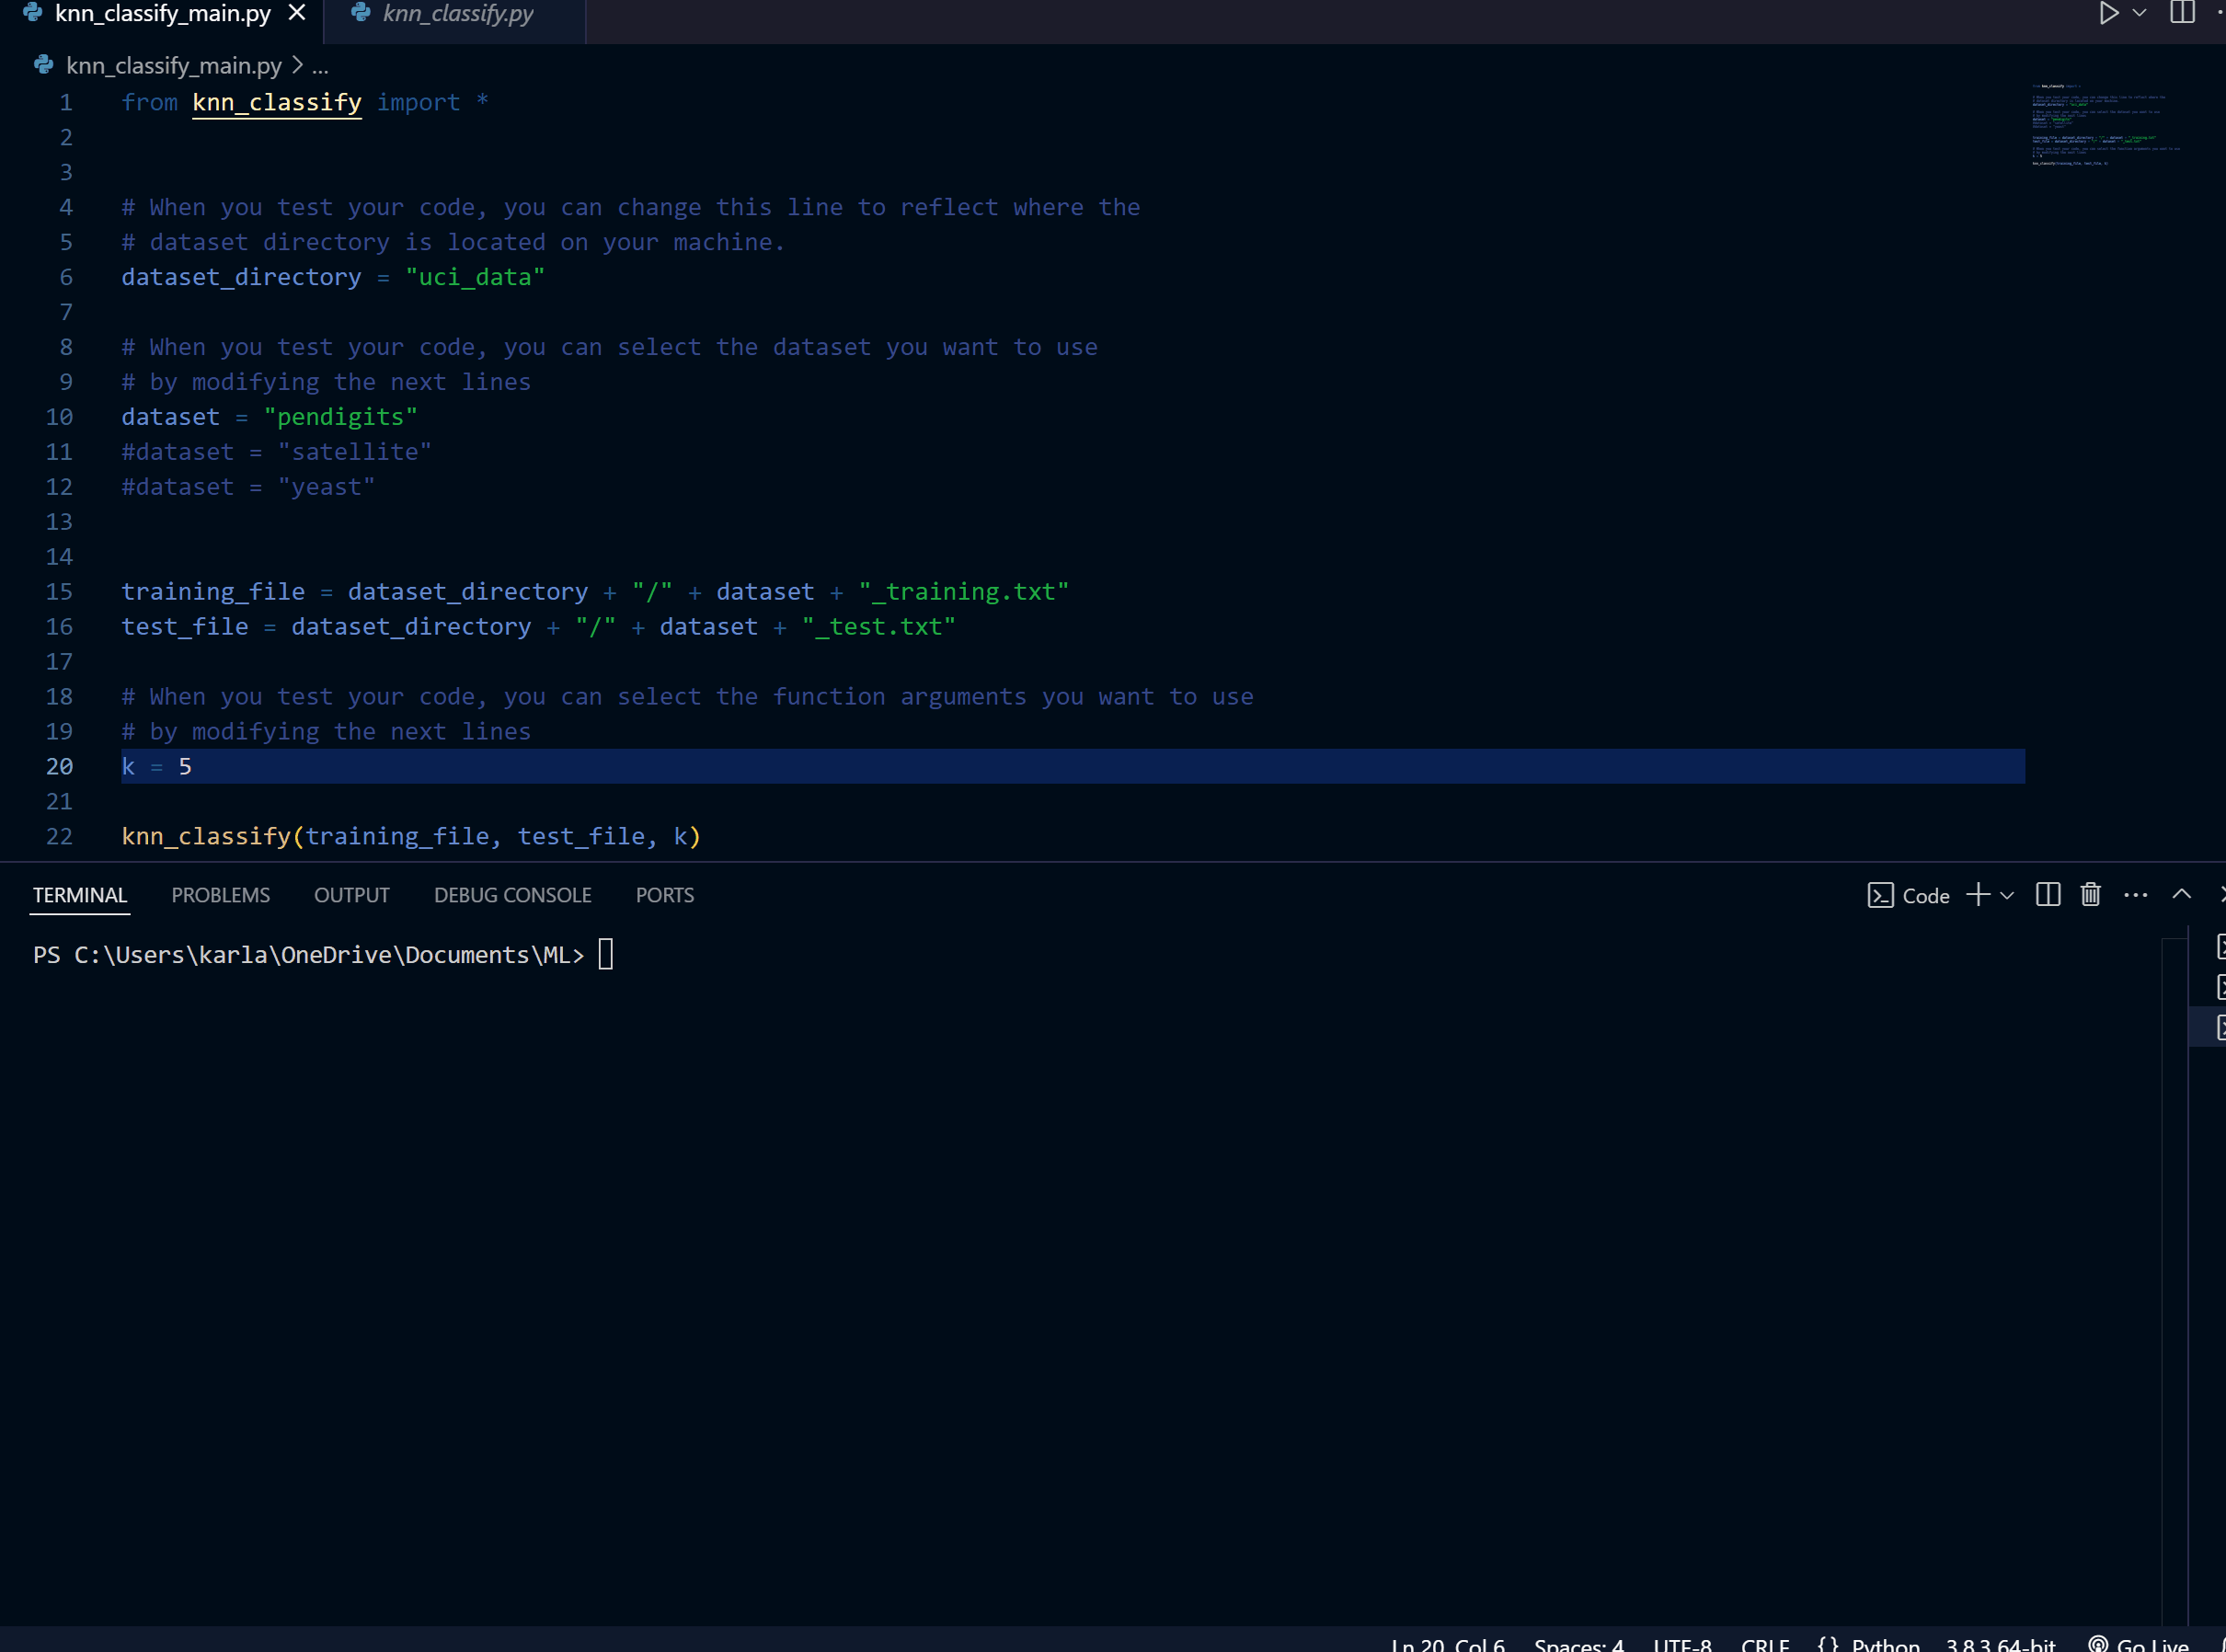 knn_classify_main.py knn_classify.py
knn_classify_main.py > ...
1 from knn_classify import *
2
3
4 # When you test your code, you can change this line to reflect where the
5 # dataset directory is located on your machine.
6 dataset_directory = "uci_data"
7
8 # When you test your code, you can select the dataset you want to use
9 # by modifying the next lines
10 dataset = "pendigits"
11 #dataset = "satellite"
12 #dataset = "yeast"
13
14
15 training_file = dataset_directory + "/" + dataset + "_training.txt"
16 test_file = dataset_directory + "/" + dataset + "_test.txt"
17
18 # When you test your code, you can select the function arguments you want to use
19 # by modifying the next lines
20 k = 5
21
22 knn_classify(training_file, test_file, k)
TERMINAL PROBLEMS OUTPUT DEBUG CONSOLE PORTS Code
PS C:\Users\karla\OneDrive\Documents\ML>
Ln 20, Col 6 Spaces: 4 UTF-8 CRLF {} Python 3.8.3 64-bit Go Live